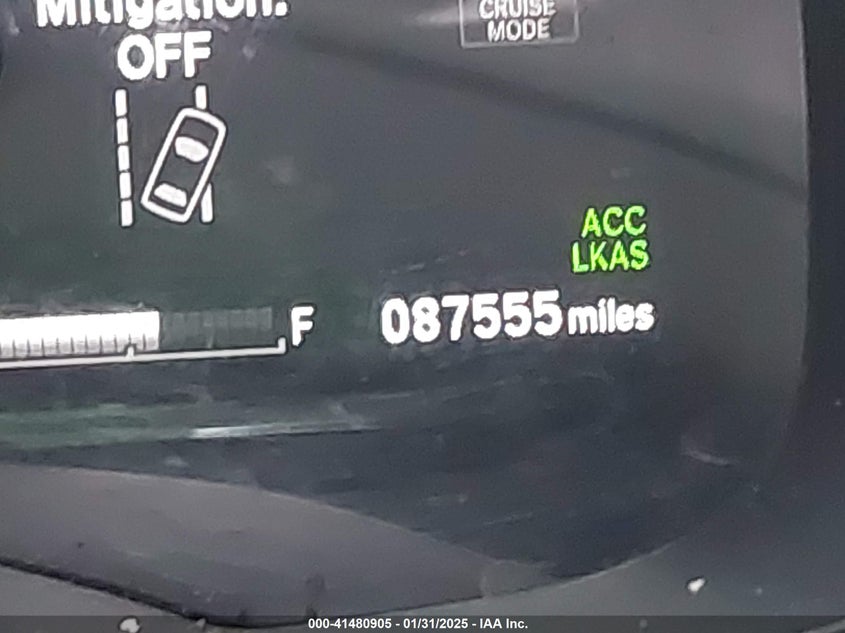 Mitigation:
OFF
CRUISE
MODE
ACC
LKAS
F
087555 miles
000-41480905 - 01/31/2025 - IAA Inc.